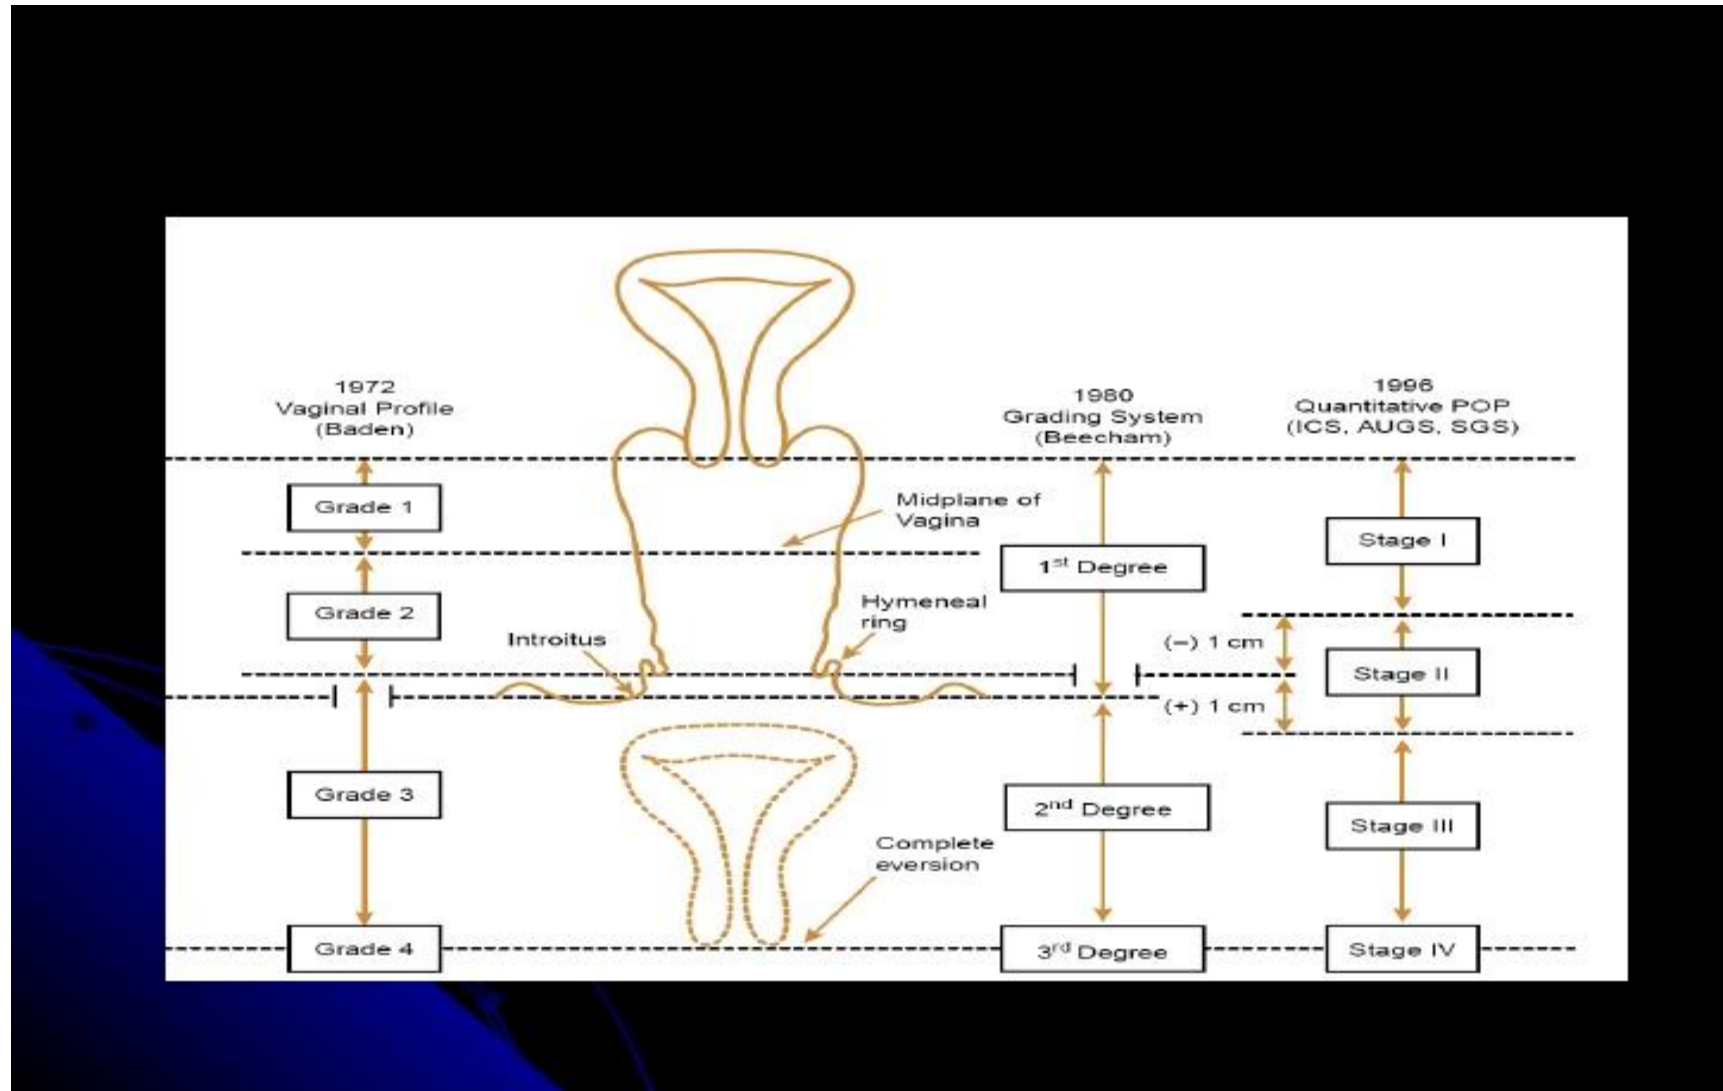 1972
Vaginal Profile
(Baden)
Grade 1
Grade 2
Grade 3
Grade 4
Midplane of
Vagina
Hymeneal
ring
Introitus
Complete
eversion
1980
Grading System
(Beecham)
1st Degree
2nd Degree
3rd Degree
1996
Quantitative POP
(ICS, AUGS, SGS)
Stage I
(–) 1 cm
Stage II
(+) 1 cm
Stage III
Stage IV